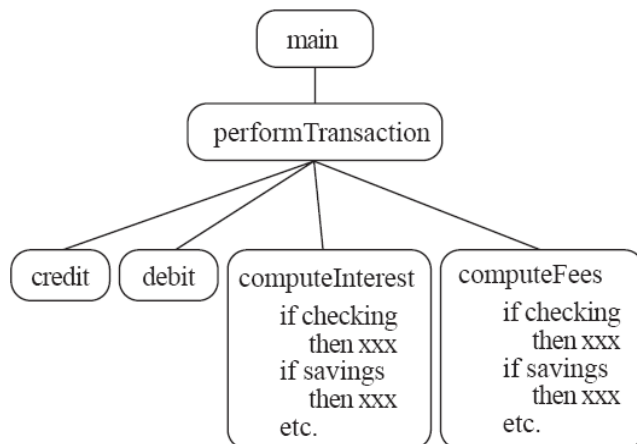 main
performTransaction
credit
debit
computeInterest
if checking
then xxx
if savings
then xxx
etc.
computeFees
if checking
then xxx
if savings
then xxx
etc.